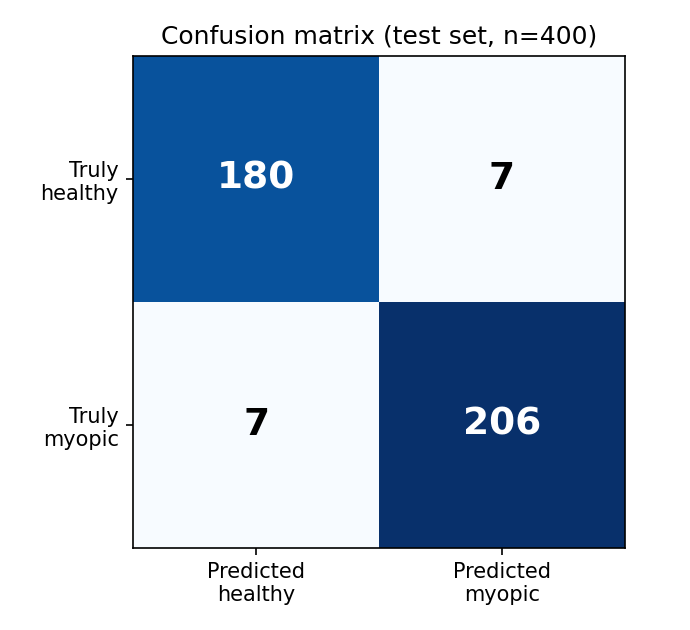 Confusion matrix (test set, n=400)
Truly
healthy
180
7
Truly
myopic
7
206
Predicted
healthy
Predicted
myopic